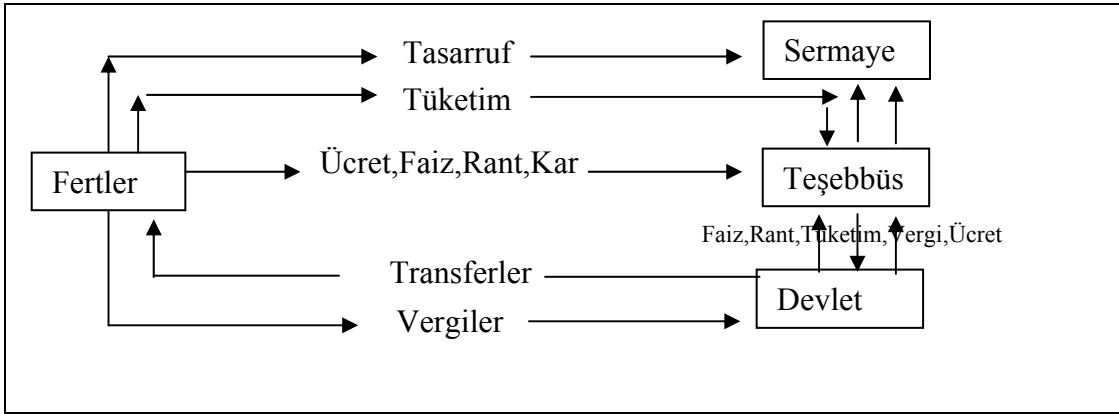 Tasarruf
Sermaye
Tüketim
Ücret,Faiz,Rant,Kar
Fertler
Teşebbüs
Faiz,Rant,Tüketim,Vergi,Ücret
Transferler
Devlet
Vergiler